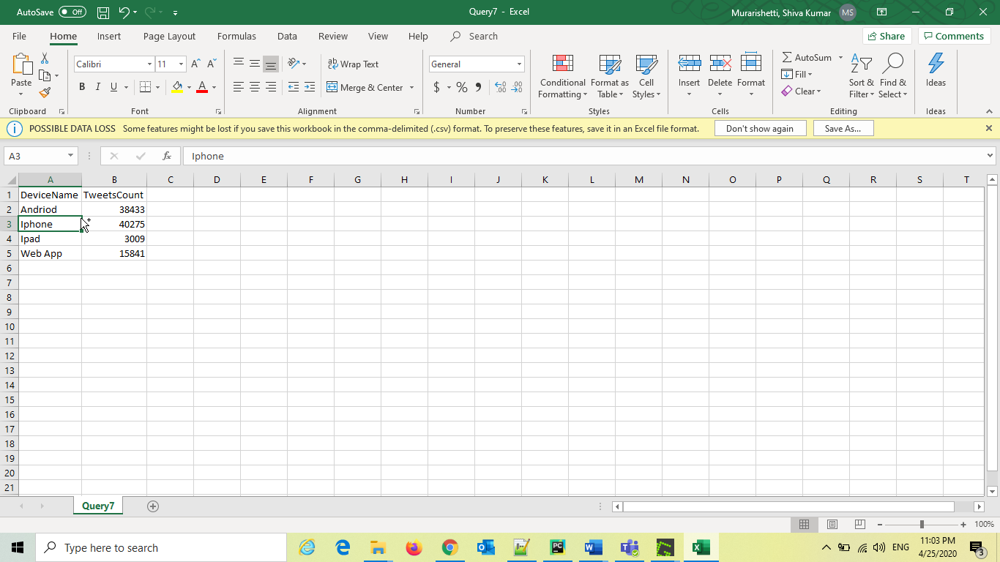 AutoSave Off Query7 - Excel Murarishetti, Shiva Kumar MS
File Home Insert Page Layout Formulas Data Review View Help Search Share Comments
Paste
Clipboard
Calibri 11
B I U
Font
Wrap Text
Merge & Center
Alignment
General
$ % 9
Number
Conditional Formatting
Format as Table
Cell Styles
Styles
Insert Delete Format
Cells
AutoSum
Fill
Clear
Sort & Filter
Find & Select
Editing
Ideas
Ideas
POSSIBLE DATA LOSS Some features might be lost if you save this workbook in the comma-delimited (.csv) format. To preserve these features, save it in an Excel file format. Don't show again Save As...
A3 fx Iphone
A B C D E F G H I J K L M N O P Q R S T
1 DeviceName TweetsCount
2 Andriod 38433
3 Iphone 40275
4 Ipad 3009
5 Web App 15841
6
7
8
9
10
11
12
13
14
15
16
17
18
19
20
21
Query7
100%
Type here to search ENG 11:03 PM
4/25/2020 3